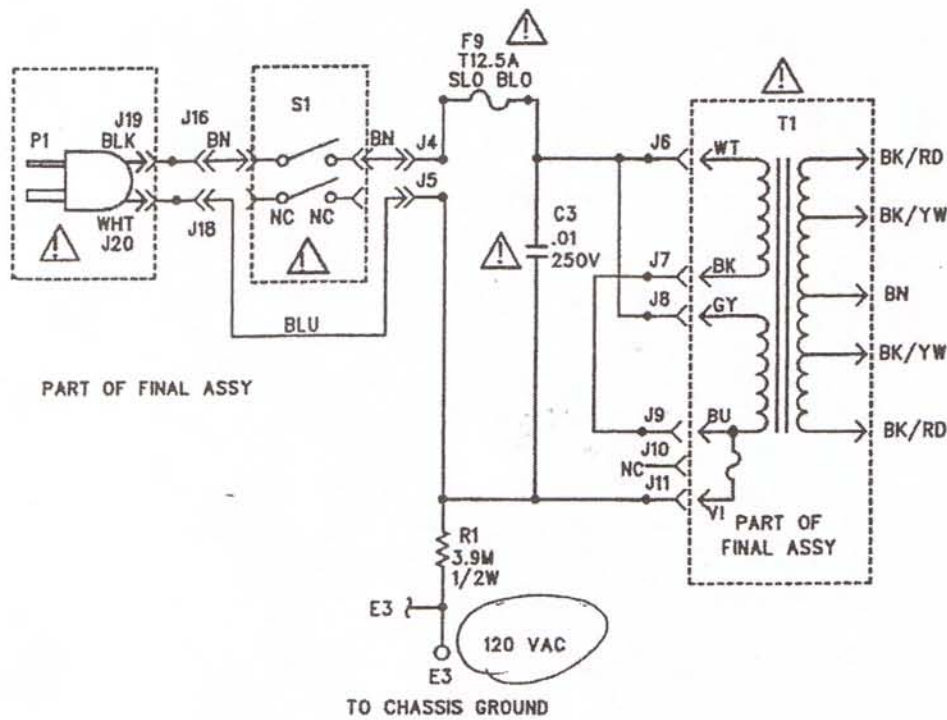 F9
T12.5A
SLO BLO
T1
P1
J19
BLK
J16
BN
S1
BN
J4
J6
WT
BK/RD
WHT
J20
J18
NC
NC
J5
C3
.01
250V
BK/YW
J7
BK
BN
J8
GY
BLU
BK/YW
PART OF FINAL ASSY
J9
BU
BK/RD
J10
NC
J11
VI
PART OF
FINAL ASSY
R1
3.9M
1/2W
E3
120 VAC
E3
TO CHASSIS GROUND
!
!
!
!
!